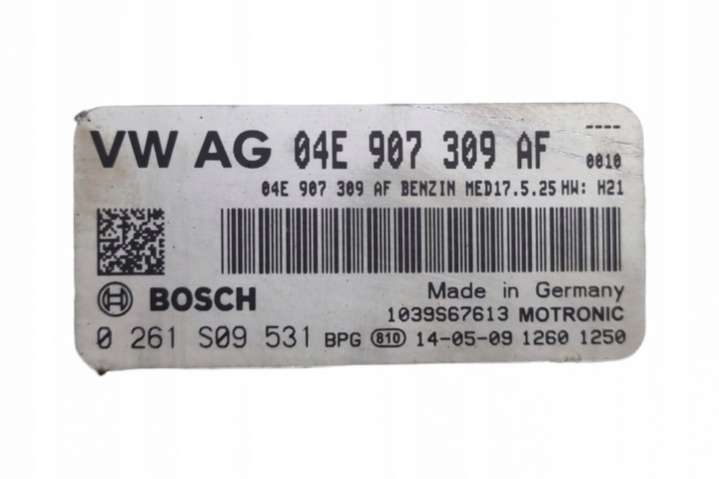 VW AG 04E 907 309 AF ---- 0010
04E 907 309 AF BENZIN MED17.5.25 HW: H21
BOSCH Made in Germany
1039S67613 MOTRONIC
0 261 S09 531 BPG 810 14-05-09 1260 1250